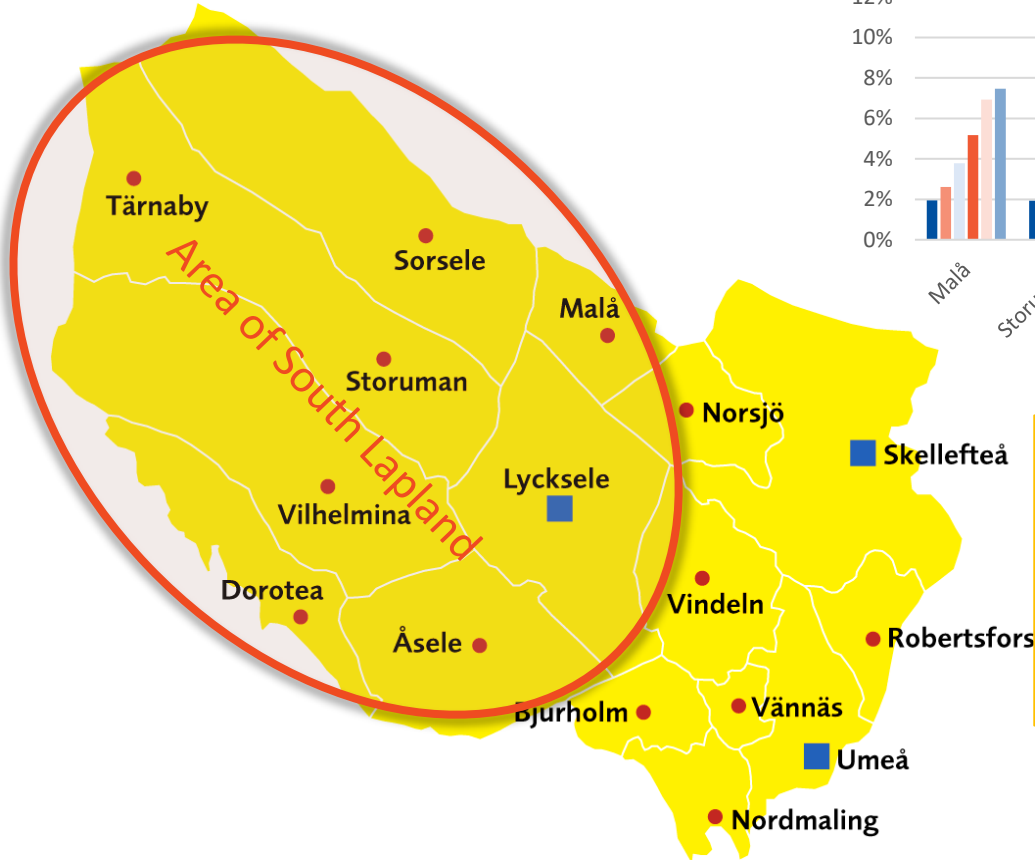 12%
10%
8%
6%
4%
2%
0%
Malå
Tärnaby
Sorsele
Malå
Area of South Lapland
Storuman
Norsjö
Skellefteå
Lycksele
Vilhelmina
Dorotea
Vindeln
Åsele
Robertsfors
Bjurholm
Vännäs
Umeå
Nordmaling